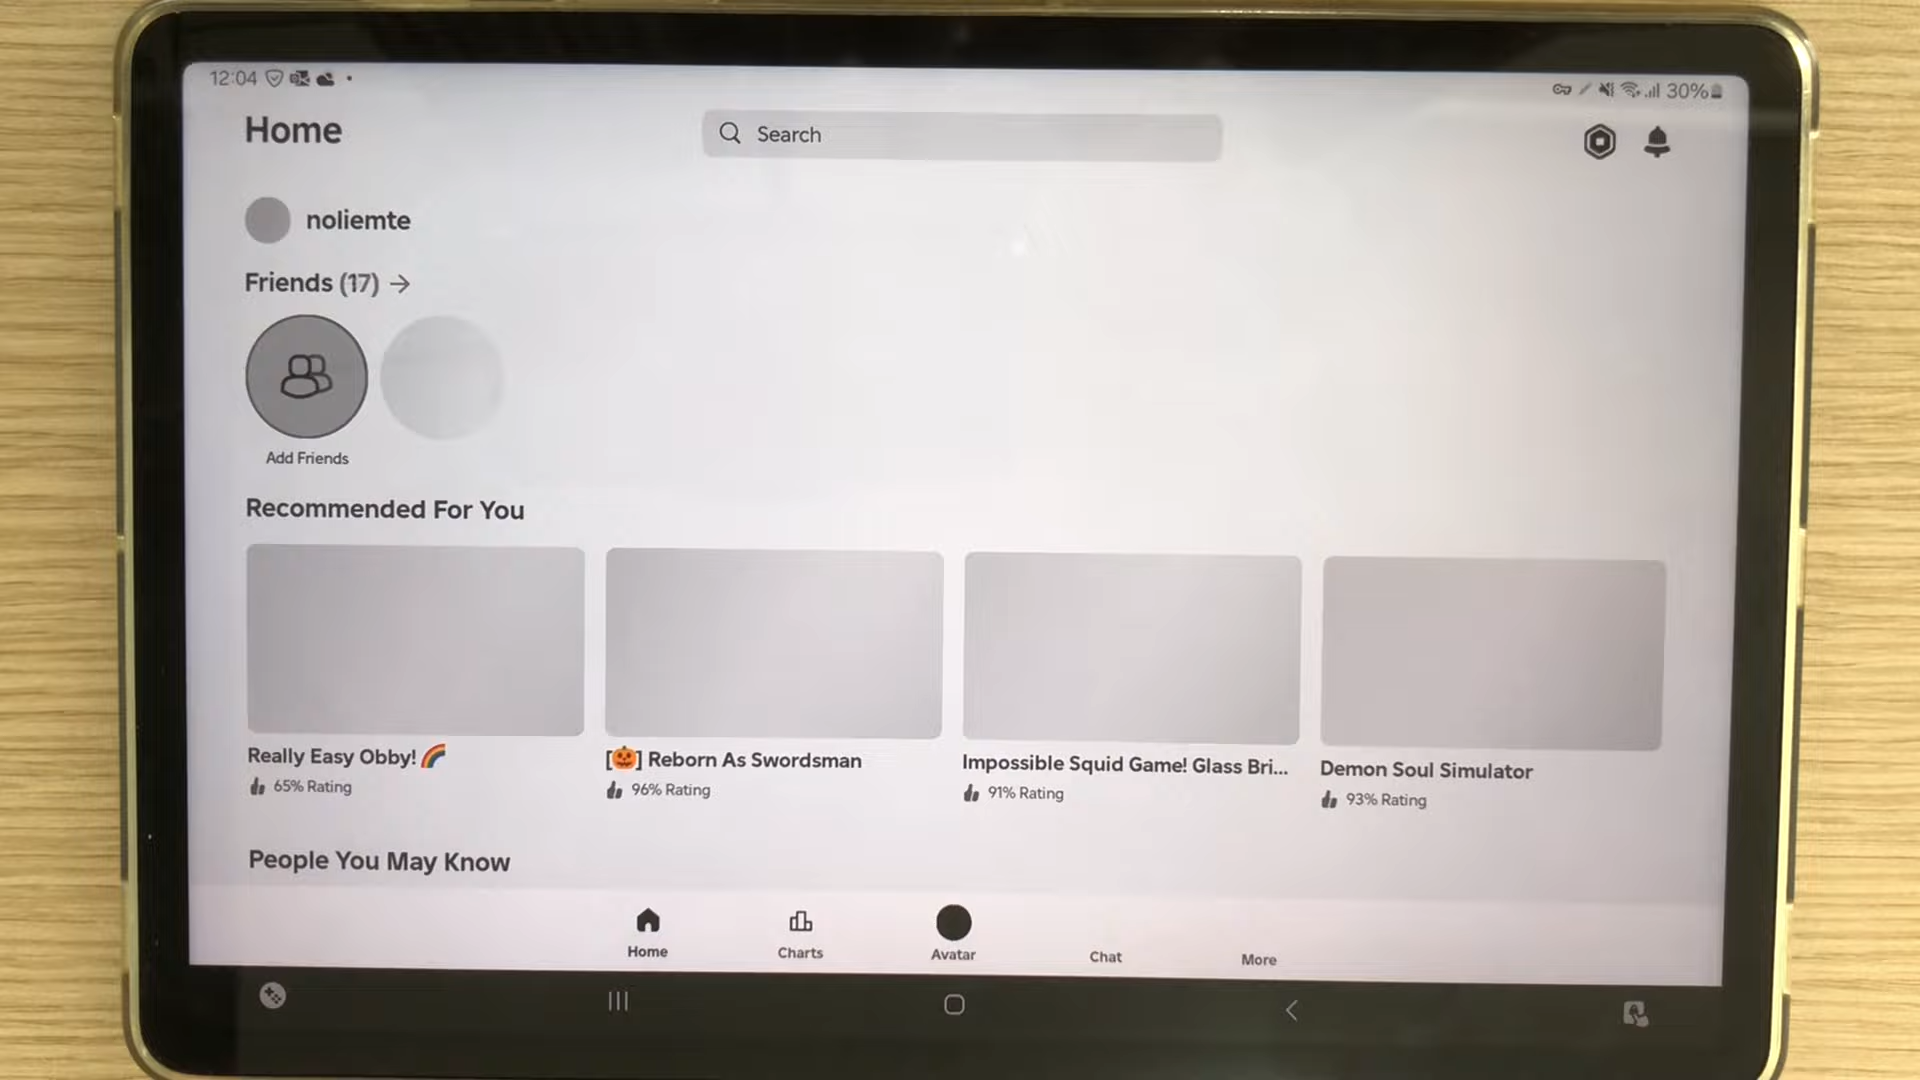 12:04
30%
Home
Search
noliemte
Friends (17) →
Add Friends
Recommended For You
Really Easy Obby!🌈
65% Rating
[🎃] Reborn As Swordsman
96% Rating
Impossible Squid Game! Glass Bri...
91% Rating
Demon Soul Simulator
93% Rating
People You May Know
Home
Charts
Avatar
Chat
More